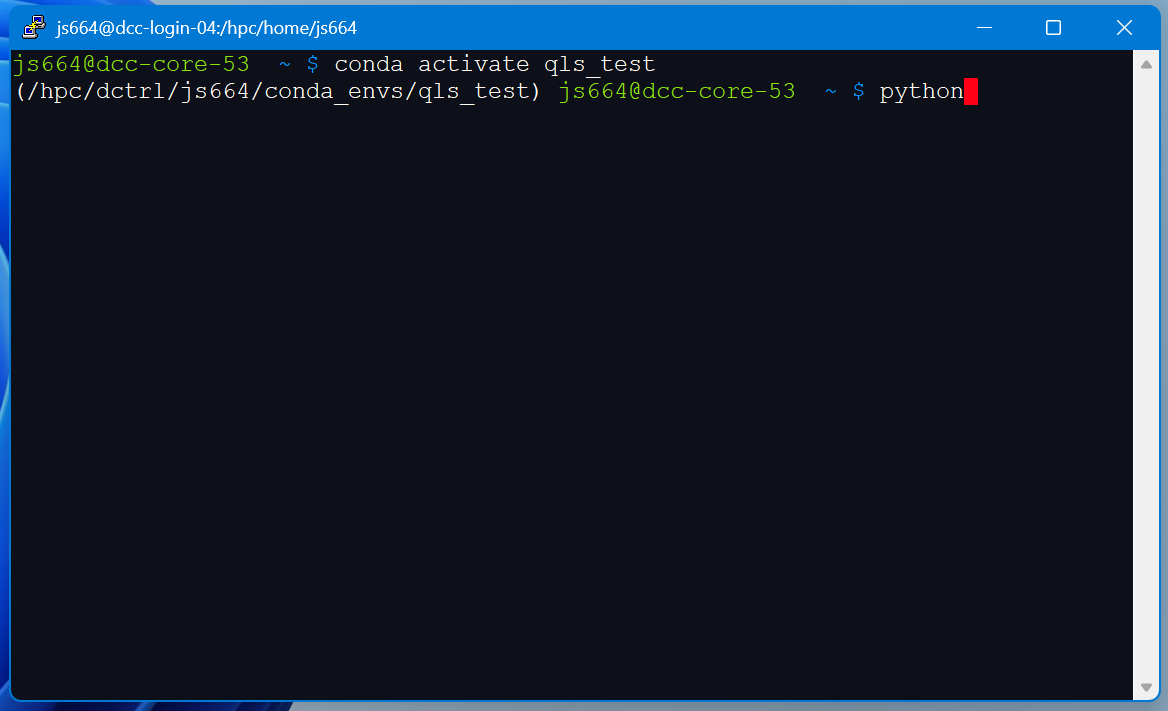 js664@dcc-login-04:/hpc/home/js664
js664@dcc-core-53  ~ $ conda activate qls_test
(/hpc/dctrl/js664/conda_envs/qls_test) js664@dcc-core-53  ~ $ python